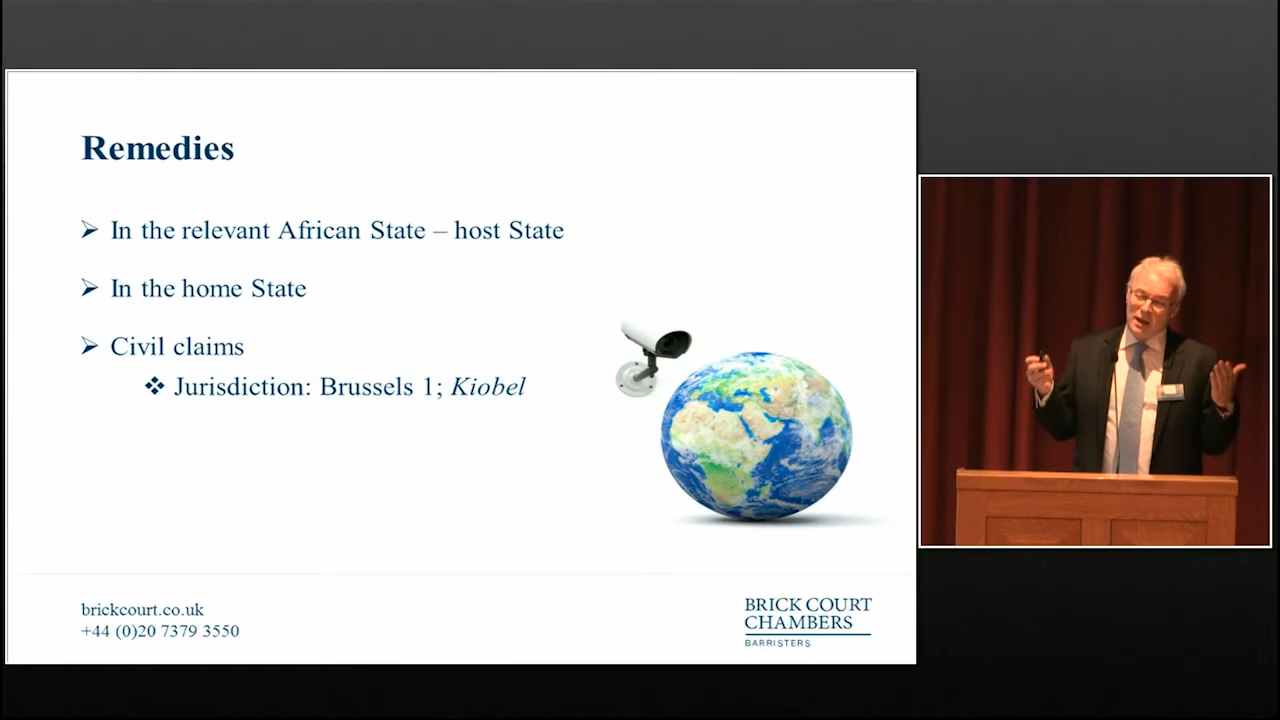 Remedies
➢ In the relevant African State – host State
➢ In the home State
➢ Civil claims
❖ Jurisdiction: Brussels 1; Kiobel
brickcourt.co.uk
+44 (0)20 7379 3550
BRICK COURT
CHAMBERS
BARRISTERS